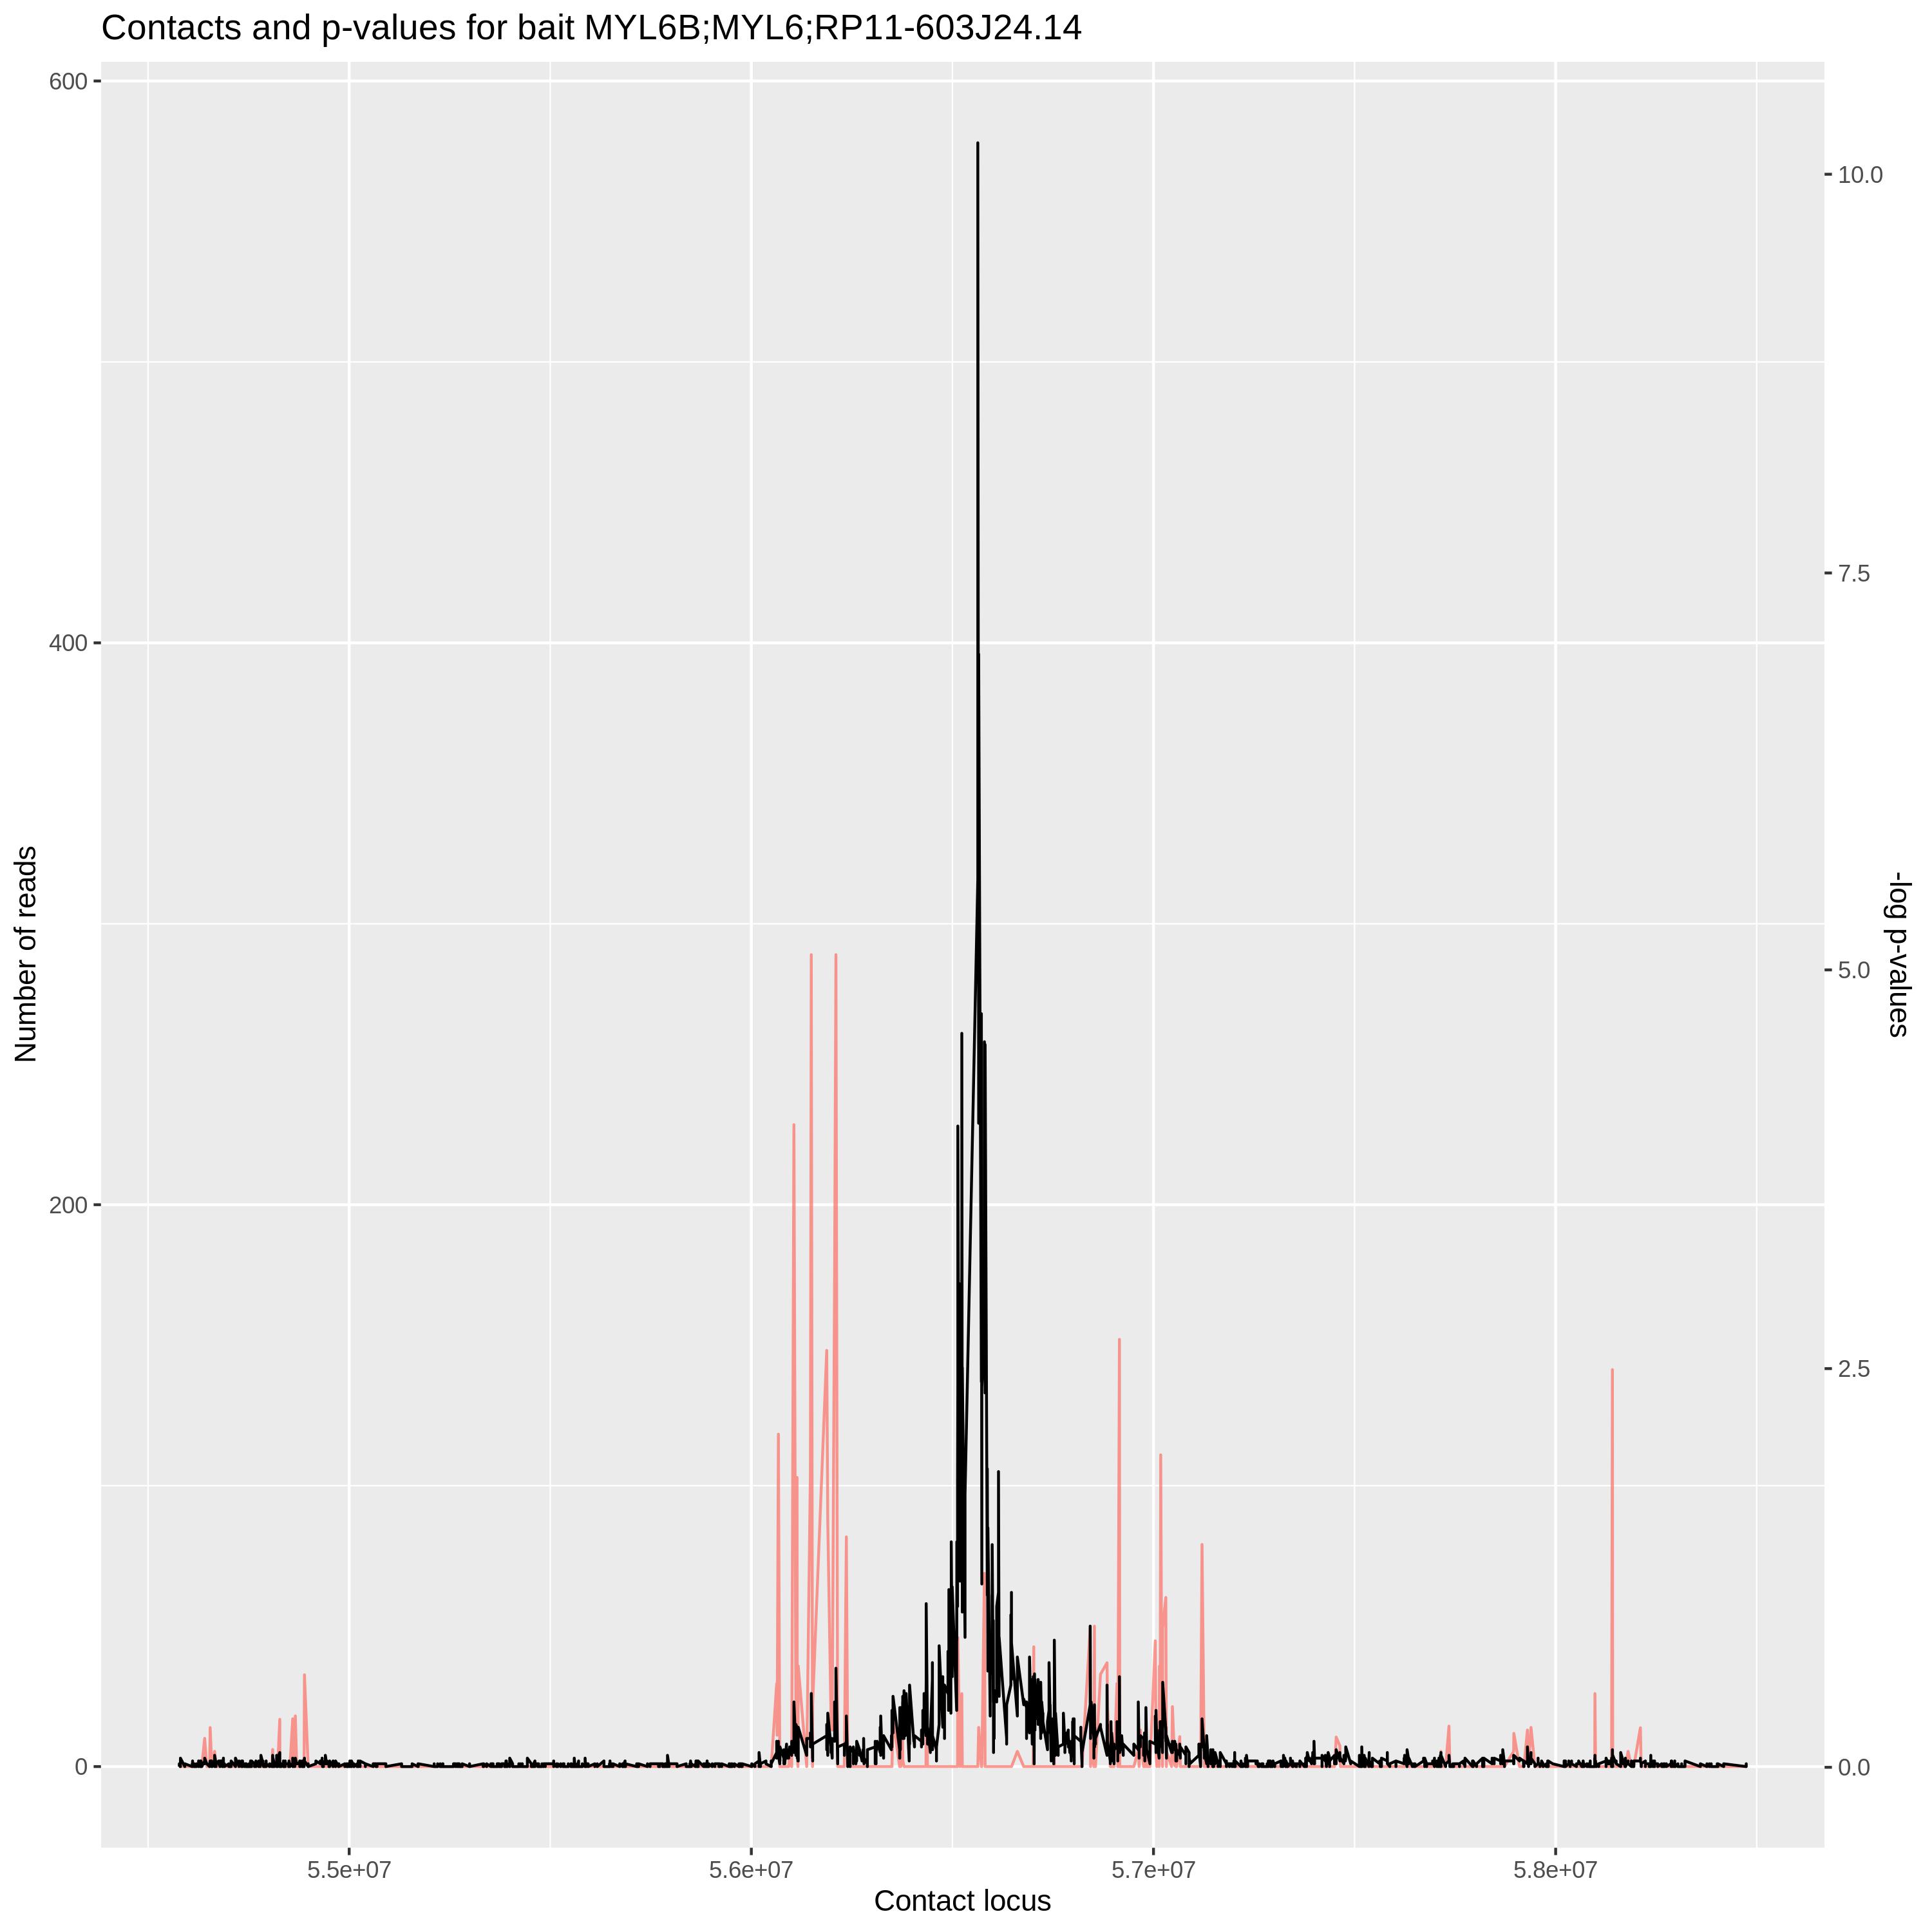 Contacts and p-values for bait MYL6B;MYL6;RP11-603J24.14
600
400
200
0
Number of reads
10.0
7.5
5.0
2.5
0.0
-log p-values
5.5e+07
5.6e+07
5.7e+07
5.8e+07
Contact locus